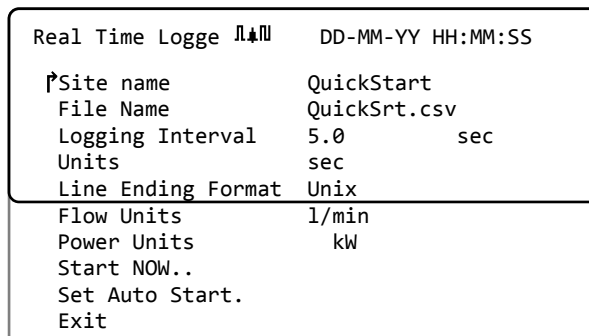 Real Time Logge DD-MM-YY HH:MM:SS
Site name QuickStart
File Name QuickSrt.csv
Logging Interval 5.0 sec
Units sec
Line Ending Format Unix
Flow Units l/min
Power Units kW
Start NOW..
Set Auto Start.
Exit